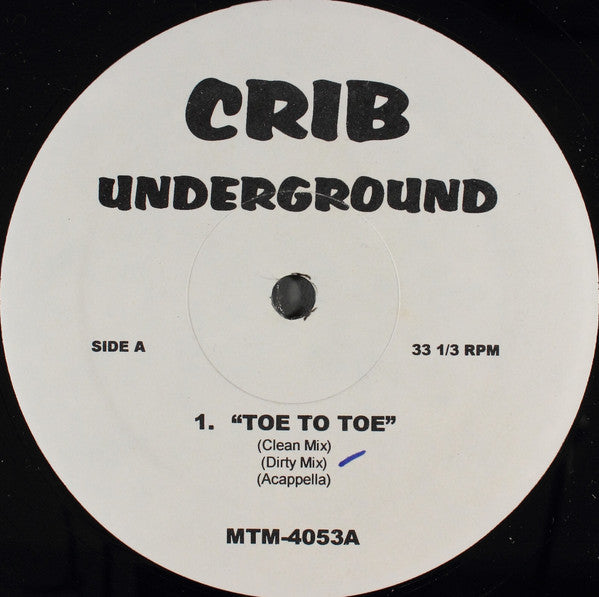 CRIB
UNDERGROUND
SIDE A
33 1/3 RPM
1. “TOE TO TOE”
(Clean Mix)
(Dirty Mix)
(Acappella)
MTM-4053A